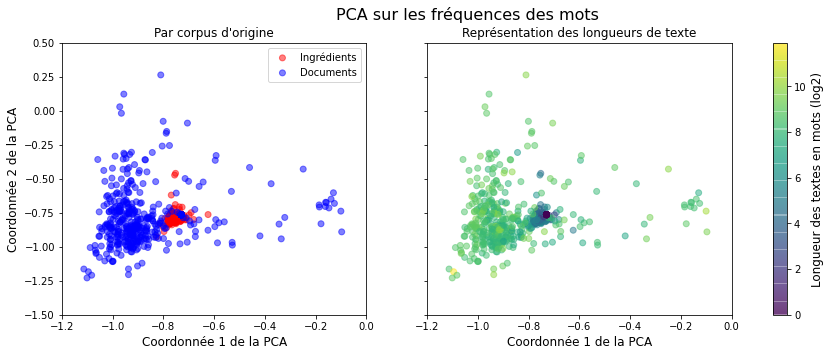 PCA sur les fréquences des mots
Par corpus d'origine
Représentation des longueurs de texte
Ingrédients
Documents
0.50
0.25
0.00
−0.25
−0.50
−0.75
−1.00
−1.25
−1.50
Coordonnée 2 de la PCA
−1.2 −1.0 −0.8 −0.6 −0.4 −0.2 0.0
Coordonnée 1 de la PCA
−1.2 −1.0 −0.8 −0.6 −0.4 −0.2 0.0
Coordonnée 1 de la PCA
10
8
6
4
2
0
Longueur des textes en mots (log2)